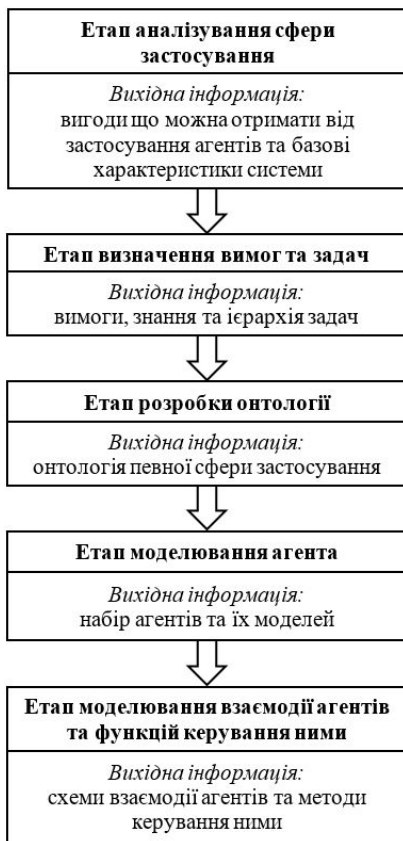 Етап аналізування сфери
застосування
Вихідна інформація:
вигоди що можна отримати від
застосування агентів та базові
характеристики системи
Етап визначення вимог та задач
Вихідна інформація:
вимоги, знання та ієрархія задач
Етап розробки онтології
Вихідна інформація:
онтологія певної сфери застосування
Етап моделювання агента
Вихідна інформація:
набір агентів та їх моделей
Етап моделювання взаємодії агентів
та функцій керування ними
Вихідна інформація:
схеми взаємодії агентів та методи
керування ними